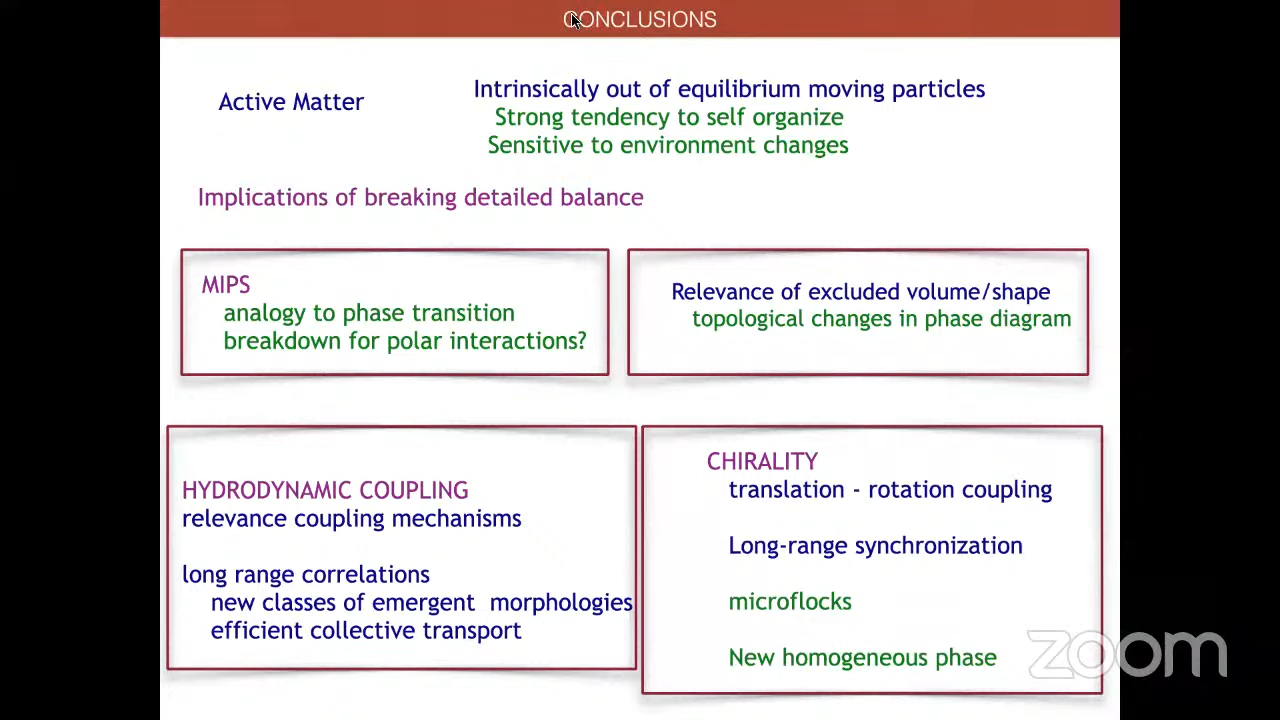 CONCLUSIONS
Active Matter
Intrinsically out of equilibrium moving particles
Strong tendency to self organize
Sensitive to environment changes
Implications of breaking detailed balance
MIPS
analogy to phase transition
breakdown for polar interactions?
Relevance of excluded volume/shape
topological changes in phase diagram
HYDRODYNAMIC COUPLING
relevance coupling mechanisms
long range correlations
new classes of emergent morphologies
efficient collective transport
CHIRALITY
translation - rotation coupling
Long-range synchronization
microflocks
New homogeneous phase
zoom